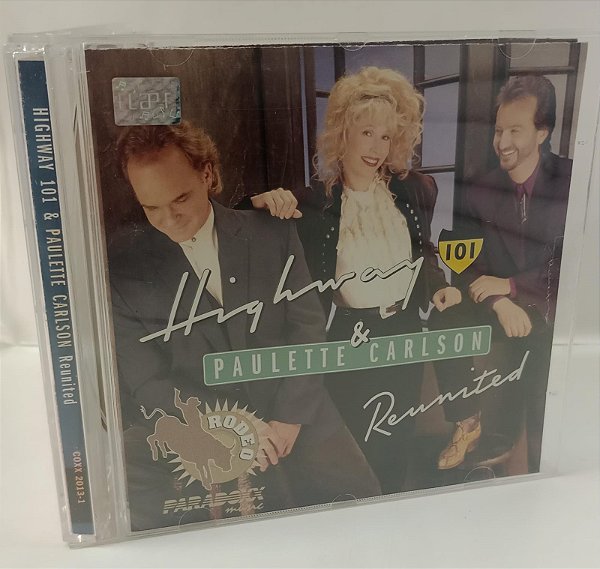 HIGHWAY 101 & PAULETTE CARLSON Reunited
COXX 2013-1
Highway
101
&
PAULETTE CARLSON
Reunited
RODEO
PARADOXX
music